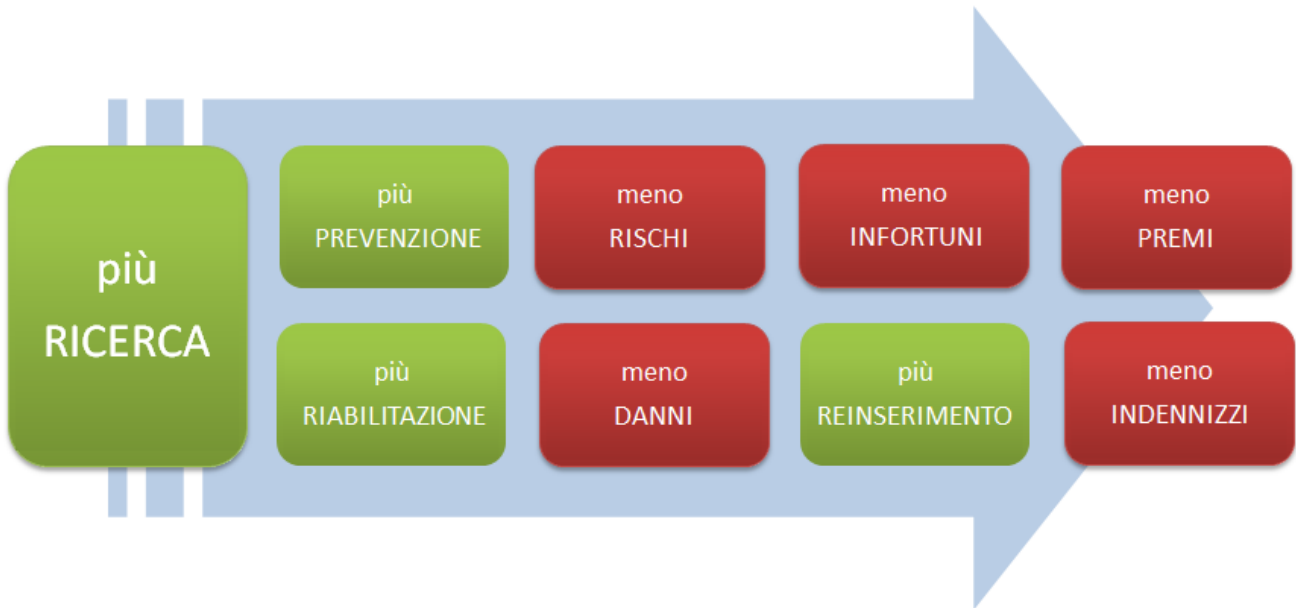 più
RICERCA
più
PREVENZIONE
meno
RISCHI
meno
INFORTUNI
meno
PREMI
più
RIABILITAZIONE
meno
DANNI
più
REINSERIMENTO
meno
INDENNIZZI